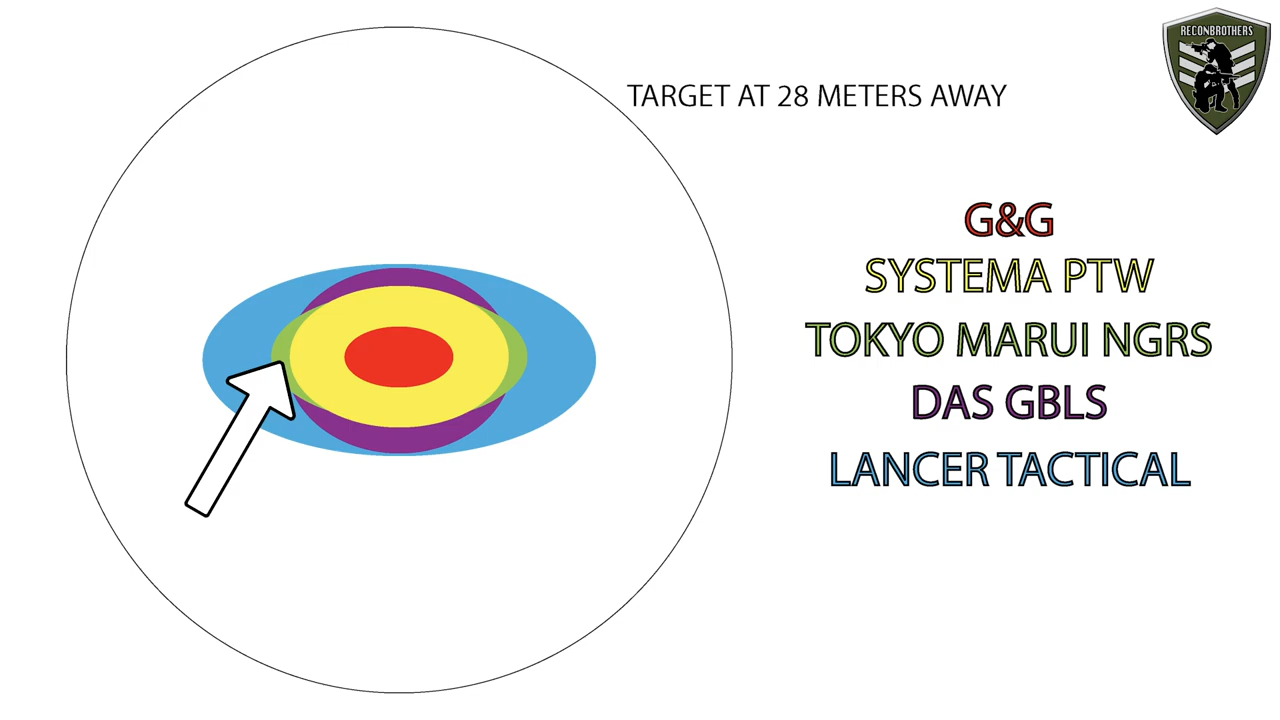 RECONBROTHERS
TARGET AT 28 METERS AWAY
G&G
SYSTEMA PTW
TOKYO MARUI NGRS
DAS GBLS
LANCER TACTICAL